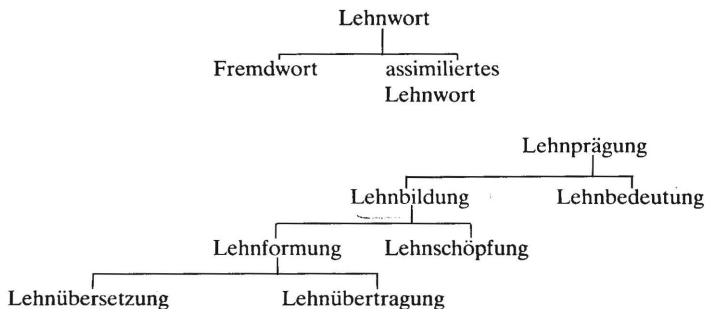 Lehnwort
Fremdwort assimiliertes
Lehnwort
Lehnprägung
Lehnbildung Lehnbedeutung
Lehnformung Lehnschöpfung
Lehnübersetzung Lehnübertragung